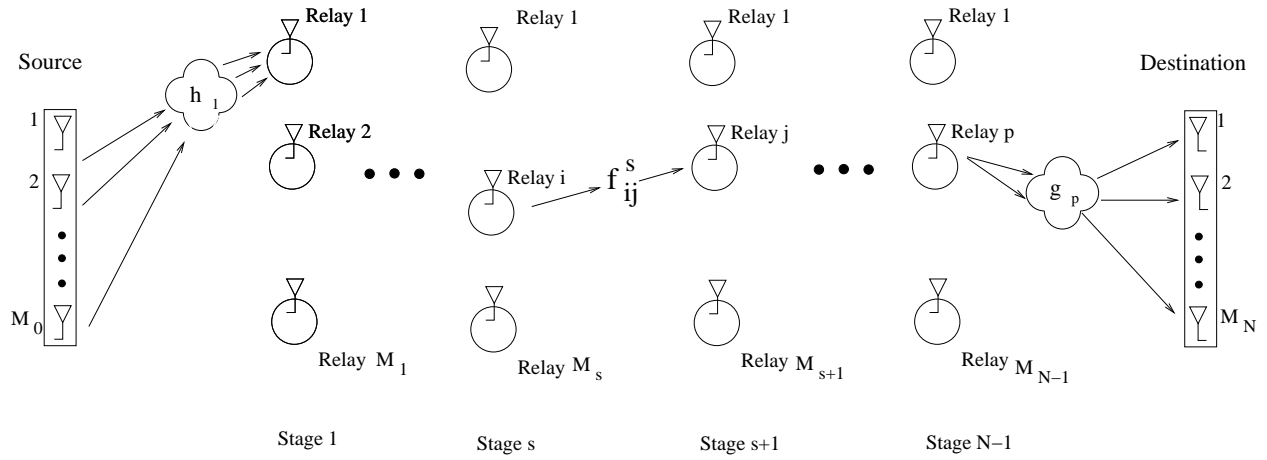 Relay 1 Relay 1 Relay 1 Relay 1
Source Destination
h 1
1 1
Relay 2 Relay j Relay p
2 Relay i f s ij g p 2
M 0 M N
Relay M 1 Relay M s Relay M s+1 Relay M N−1
Stage 1 Stage s Stage s+1 Stage N−1